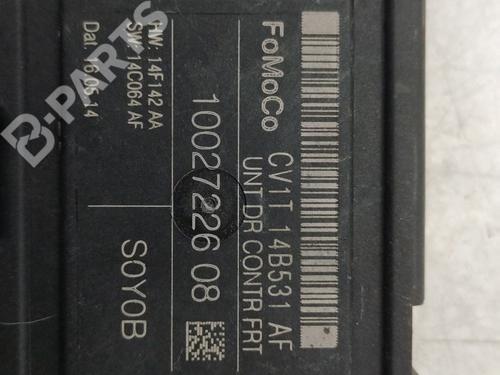 FoMoCo
CV1T 14B531 AF
UNT DR CONTR FRT
10027226 08
HW: 14F142 AA
SW: 14C064 AF
Dat: 16 05 14
SOYOB
B-PARTS